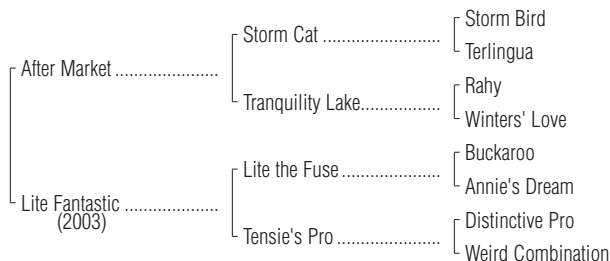 Storm Bird
Storm Cat ........................
Terlingua
After Market ...........................
Rahy
Tranquility Lake........................
Winters' Love
Buckaroo
Lite the Fuse ........................
Annie's Dream
Lite Fantastic ........................
(2003)
Distinctive Pro
Tensie's Pro ........................
Weird Combination